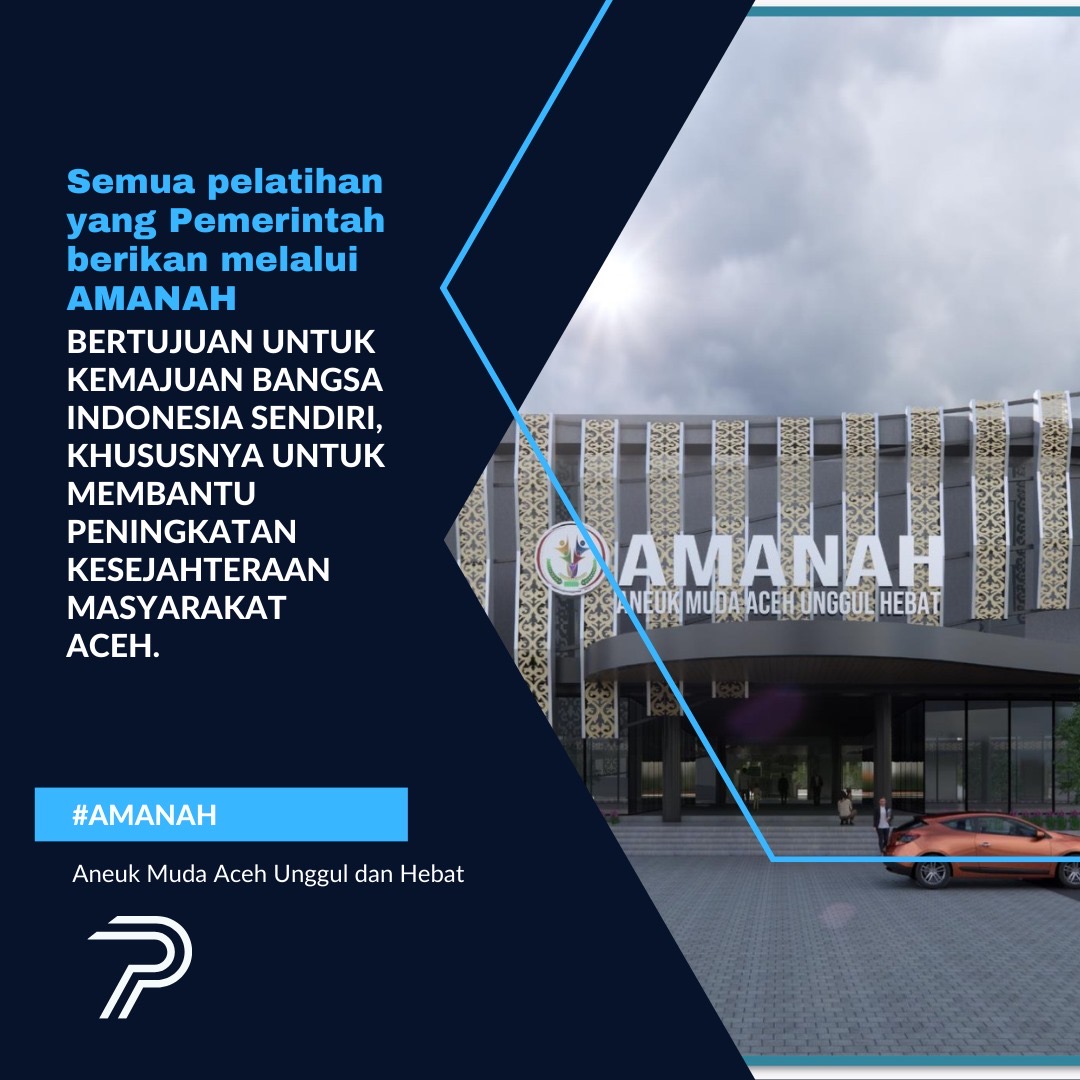 Semua pelatihan
yang Pemerintah
berikan melalui
AMANAH
BERTUJUAN UNTUK
KEMAJUAN BANGSA
INDONESIA SENDIRI,
KHUSUSNYA UNTUK
MEMBANTU
PENINGKATAN
KESEJAHTERAAN
MASYARAKAT
ACEH.
#AMANAH
Aneuk Muda Aceh Unggul dan Hebat
AMANAH
ANEUK MUDA ACEH UNGGUL HEBAT